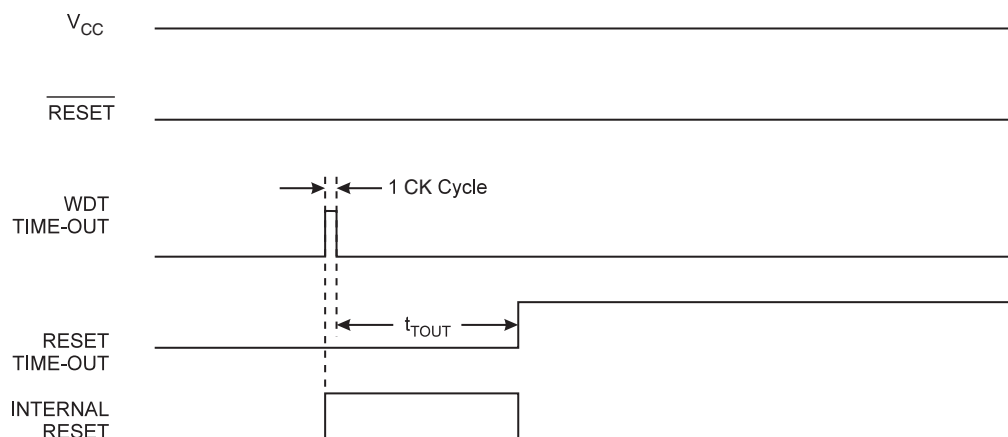 VCC
RESET
1 CK Cycle
WDT
TIME-OUT
tTOUT
RESET
TIME-OUT
INTERNAL
RESET